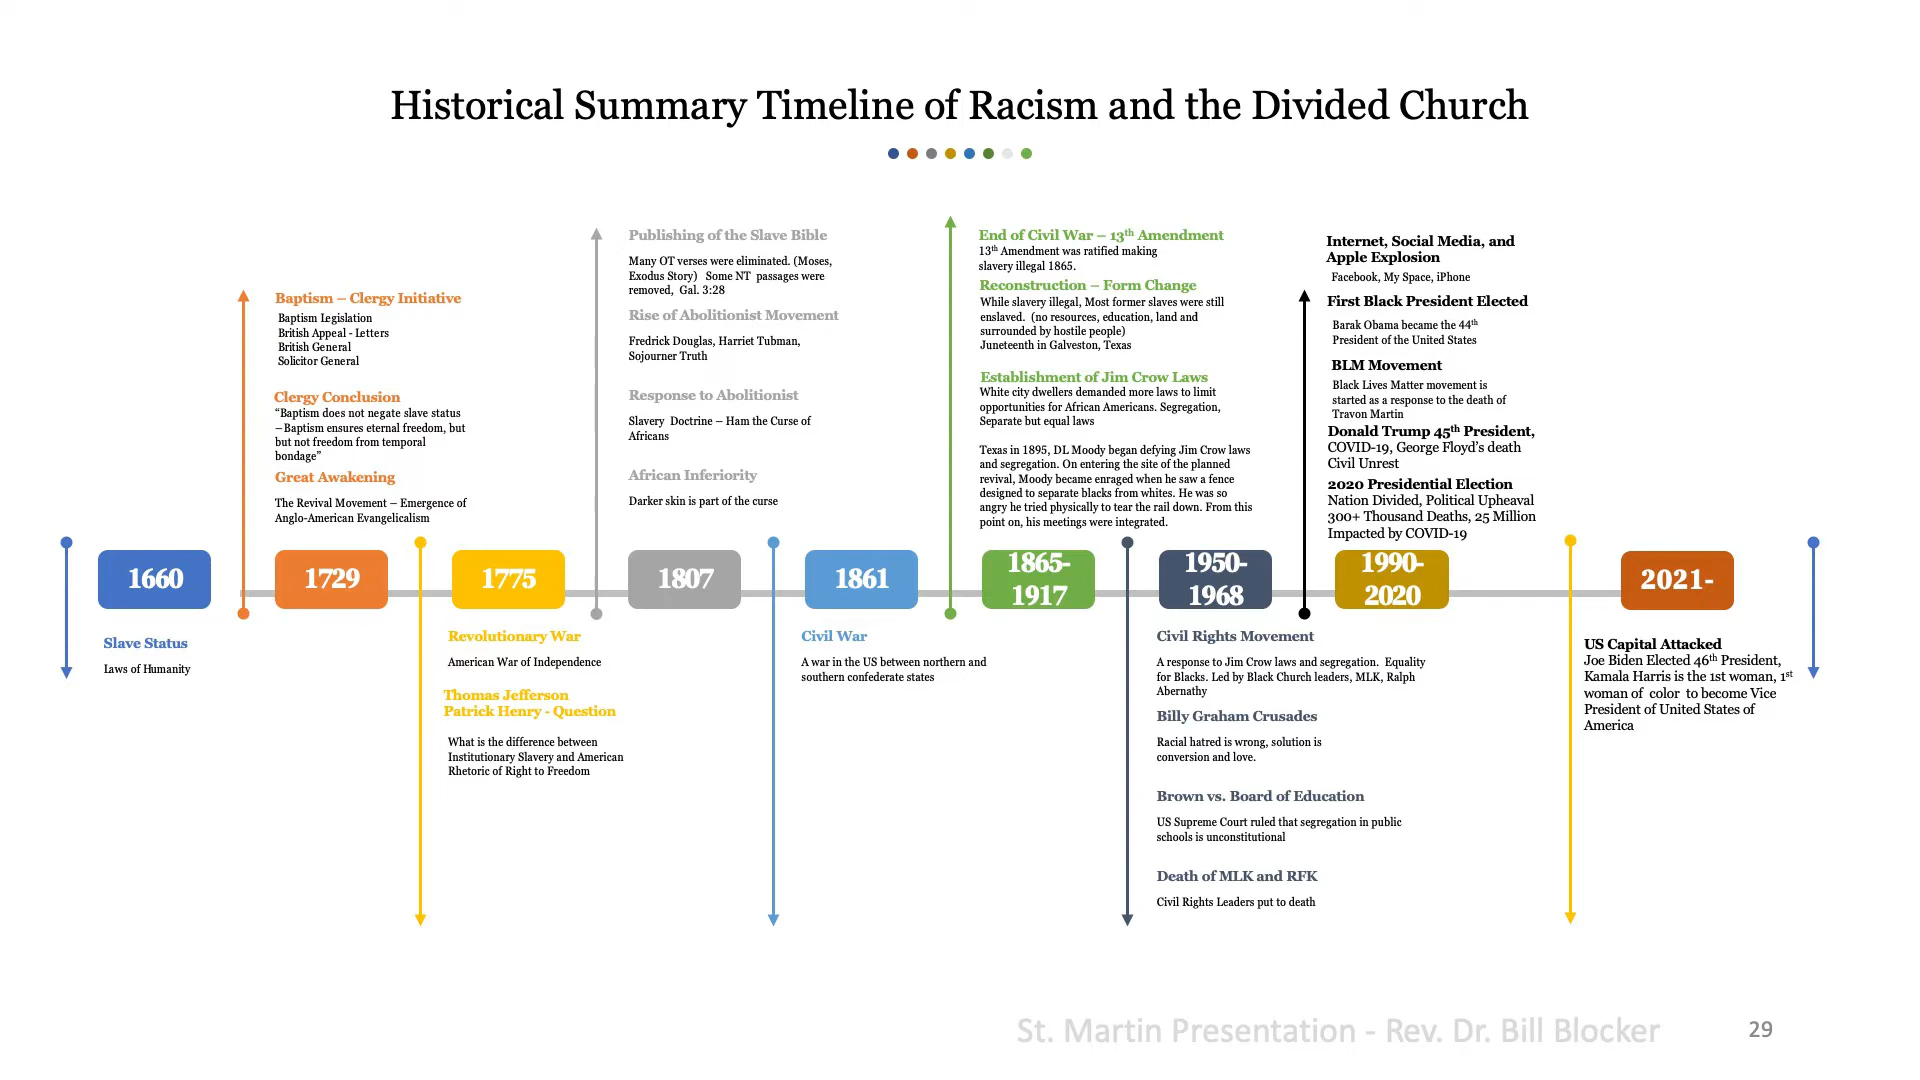 Historical Summary Timeline of Racism and the Divided Church
1660
Slave Status
Laws of Humanity
Baptism – Clergy Initiative
Baptism Legislation
British Appeal - Letters
British General
Solicitor General
Clergy Conclusion
“Baptism does not negate slave status
–Baptism ensures eternal freedom, but
but not freedom from temporal
bondage”
Great Awakening
The Revival Movement – Emergence of
Anglo-American Evangelicalism
1729
1775
Revolutionary War
American War of Independence
Thomas Jefferson
Patrick Henry - Question
What is the difference between
Institutionary Slavery and American
Rhetoric of Right to Freedom
Publishing of the Slave Bible
Many OT verses were eliminated. (Moses,
Exodus Story) Some NT passages were
removed, Gal. 3:28
Rise of Abolitionist Movement
Fredrick Douglas, Harriet Tubman,
Sojourner Truth
Response to Abolitionist
Slavery Doctrine – Ham the Curse of
Africans
African Inferiority
Darker skin is part of the curse
1807
1861
Civil War
A war in the US between northern and
southern confederate states
End of Civil War – 13th Amendment
13th Amendment was ratified making
slavery illegal 1865.
Reconstruction – Form Change
While slavery illegal, Most former slaves were still
enslaved. (no resources, education, land and
surrounded by hostile people)
Juneteenth in Galveston, Texas
Establishment of Jim Crow Laws
White city dwellers demanded more laws to limit
opportunities for African Americans. Segregation,
Separate but equal laws
Texas in 1895, DL Moody began defying Jim Crow laws
and segregation. On entering the site of the planned
revival, Moody became enraged when he saw a fence
designed to separate blacks from whites. He was so
angry he tried physically to tear the rail down. From this
point on, his meetings were integrated.
1865-
1917
1950-
1968
Civil Rights Movement
A response to Jim Crow laws and segregation. Equality
for Blacks. Led by Black Church leaders, MLK, Ralph
Abernathy
Billy Graham Crusades
Racial hatred is wrong, solution is
conversion and love.
Brown vs. Board of Education
US Supreme Court ruled that segregation in public
schools is unconstitutional
Death of MLK and RFK
Civil Rights Leaders put to death
Internet, Social Media, and
Apple Explosion
Facebook, My Space, iPhone
First Black President Elected
Barak Obama became the 44th
President of the United States
BLM Movement
Black Lives Matter movement is
started as a response to the death of
Travon Martin
Donald Trump 45th President,
COVID-19, George Floyd’s death
Civil Unrest
2020 Presidential Election
Nation Divided, Political Upheaval
300+ Thousand Deaths, 25 Million
Impacted by COVID-19
1990-
2020
2021-
US Capital Attacked
Joe Biden Elected 46th President,
Kamala Harris is the 1st woman, 1st
woman of color to become Vice
President of United States of
America
St. Martin Presentation - Rev. Dr. Bill Blocker
29